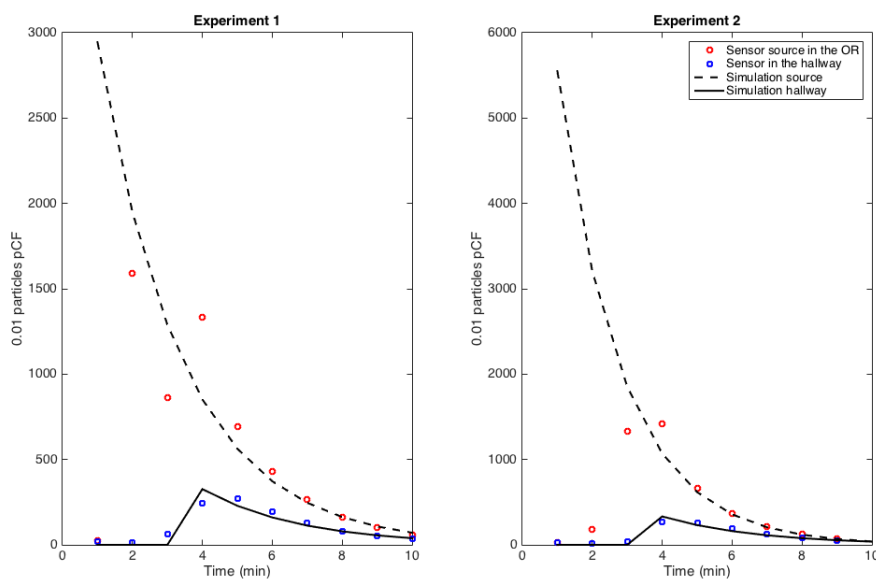 Experiment 1
Experiment 2
3000
2500
2000
1500
1000
500
0
0.01 particles pCF
0 2 4 6 8 10
Time (min)
6000
5000
4000
3000
2000
1000
0
0.01 particles pCF
0 2 4 6 8 10
Time (min)
Sensor source in the OR
Sensor in the hallway
Simulation source
Simulation hallway